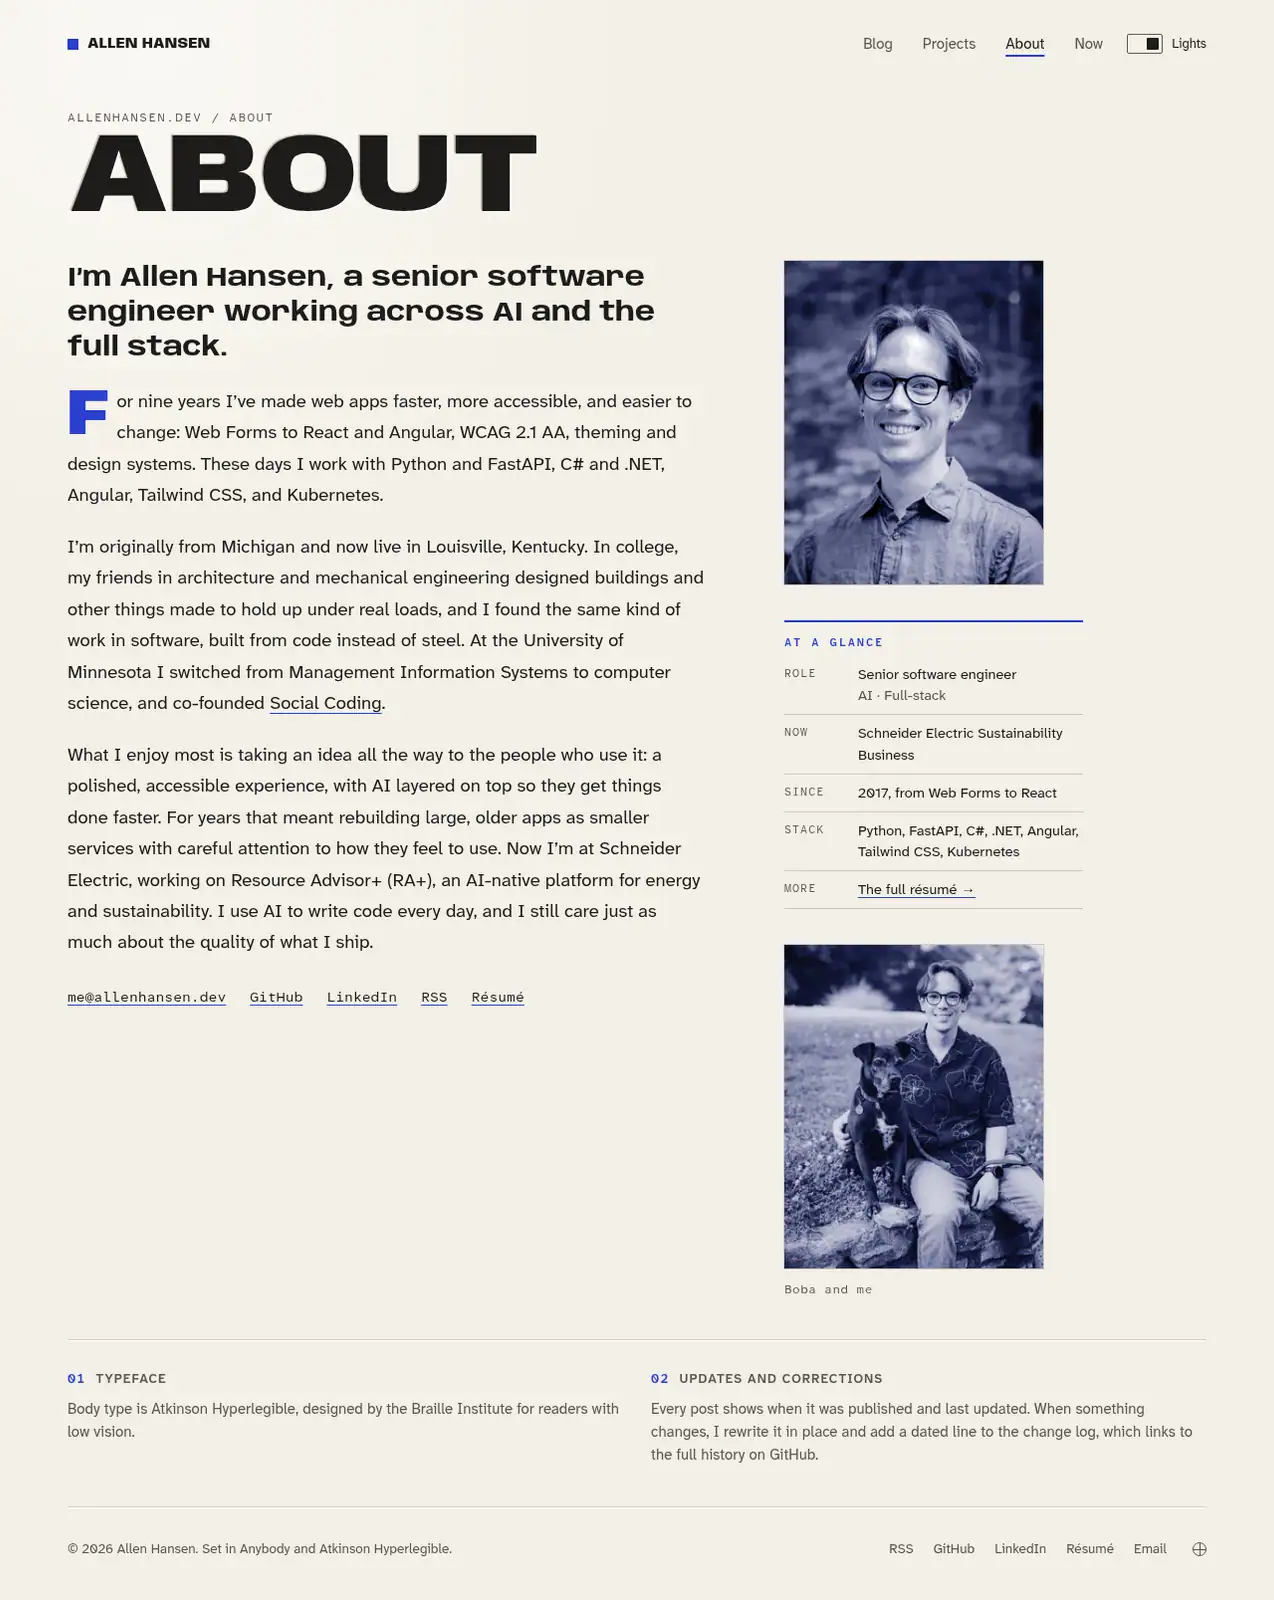 ALLEN HANSEN
Blog Projects About Now Lights
ALLENHANSEN.DEV / ABOUT
ABOUT
I’m Allen Hansen, a senior software
engineer working across AI and the
full stack.
For nine years I’ve made web apps faster, more accessible, and easier to
change: Web Forms to React and Angular, WCAG 2.1 AA, theming and
design systems. These days I work with Python and FastAPI, C# and .NET,
Angular, Tailwind CSS, and Kubernetes.
I’m originally from Michigan and now live in Louisville, Kentucky. In college,
my friends in architecture and mechanical engineering designed buildings and
other things made to hold up under real loads, and I found the same kind of
work in software, built from code instead of steel. At the University of
Minnesota I switched from Management Information Systems to computer
science, and co-founded Social Coding.
What I enjoy most is taking an idea all the way to the people who use it: a
polished, accessible experience, with AI layered on top so they get things
done faster. For years that meant rebuilding large, older apps as smaller
services with careful attention to how they feel to use. Now I’m at Schneider
Electric, working on Resource Advisor+ (RA+), an AI-native platform for energy
and sustainability. I use AI to write code every day, and I still care just as
much about the quality of what I ship.
me@allenhansen.dev GitHub LinkedIn RSS Résumé
AT A GLANCE
ROLE Senior software engineer
AI · Full-stack
NOW Schneider Electric Sustainability
Business
SINCE 2017, from Web Forms to React
STACK Python, FastAPI, C#, .NET, Angular,
Tailwind CSS, Kubernetes
MORE The full résumé →
Boba and me
01 TYPEFACE
Body type is Atkinson Hyperlegible, designed by the Braille Institute for readers with
low vision.
02 UPDATES AND CORRECTIONS
Every post shows when it was published and last updated. When something
changes, I rewrite it in place and add a dated line to the change log, which links to
the full history on GitHub.
© 2026 Allen Hansen. Set in Anybody and Atkinson Hyperlegible.
RSS GitHub LinkedIn Résumé Email